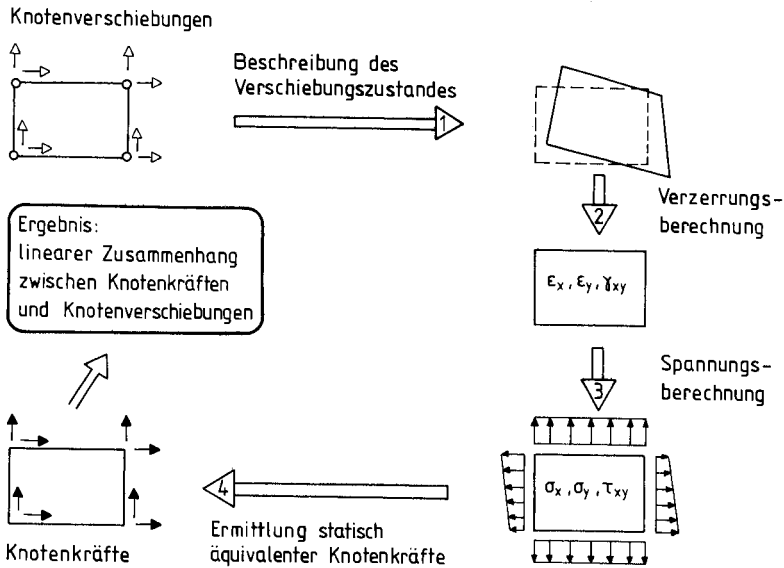 Knotenverschiebungen
Beschreibung des
Verschiebungszustandes
1
2
Verzerrungs-
berechnung
Ergebnis:
linearer Zusammenhang
zwischen Knotenkräften
und Knotenverschiebungen
εx, εy, γxy
3
Spannungs-
berechnung
σx, σy, τxy
4
Ermittlung statisch
äquivalenter Knotenkräfte
Knotenkräfte